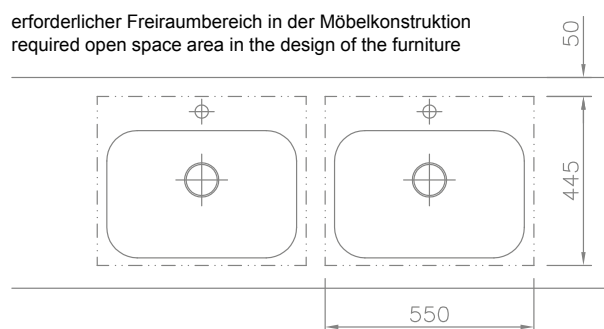 erforderlicher Freiraumbereich in der Möbelkonstruktion
required open space area in the design of the furniture
50
445
550